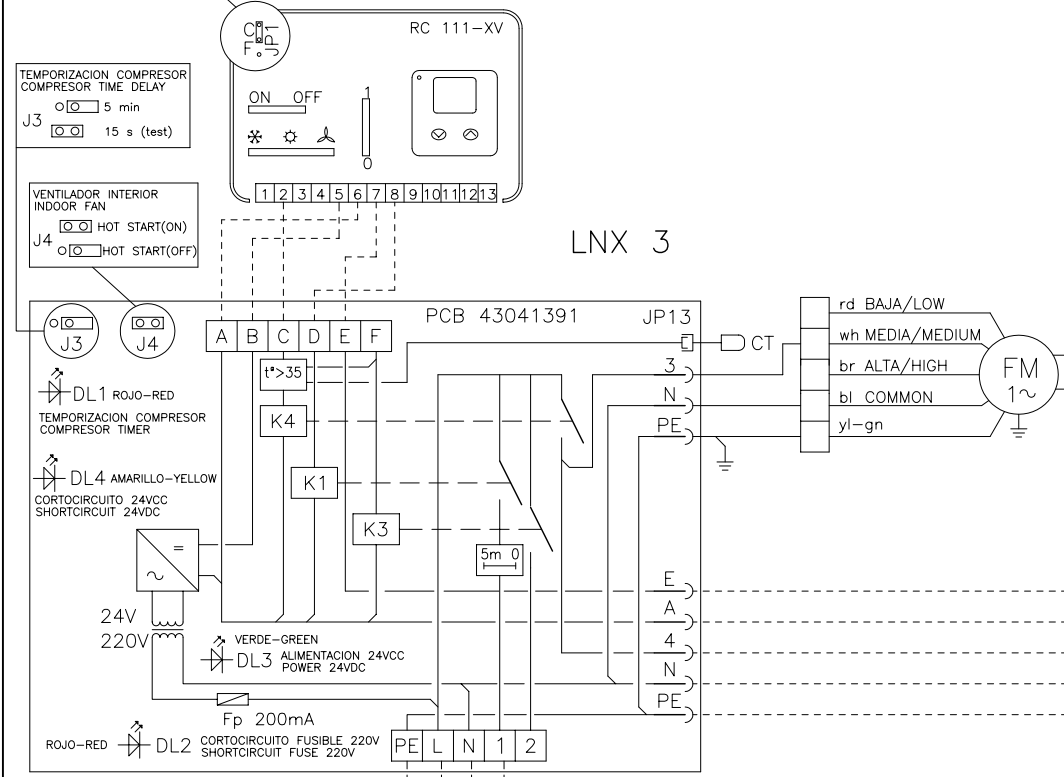 C
F
JP1
RC 111-XV
TEMPORIZACION COMPRESOR
COMPRESOR TIME DELAY
J3
5 min
15 s (test)
ON OFF
1
0
1 2 3 4 5 6 7 8 9 10 11 12 13
VENTILADOR INTERIOR
INDOOR FAN
J4
HOT START(ON)
HOT START(OFF)
LNX 3
J3
J4
A B C D E F
PCB 43041391
JP13
CT
rd BAJA/LOW
wh MEDIA/MEDIUM
br ALTA/HIGH
bl COMMON
yl-gn
FM
1~
3
N
PE
tª>35
K4
K1
K3
5m 0
DL1 ROJO-RED
TEMPORIZACION COMPRESOR
COMPRESOR TIMER
DL4 AMARILLO-YELLOW
CORTOCIRCUITO 24VCC
SHORTCIRCUIT 24VDC
=
~
24V
220V
VERDE-GREEN
DL3 ALIMENTACION 24VCC
POWER 24VDC
E
A
4
N
PE
Fp 200mA
ROJO-RED DL2 CORTOCIRCUITO FUSIBLE 220V
SHORTCIRCUIT FUSE 220V
PE L N 1 2